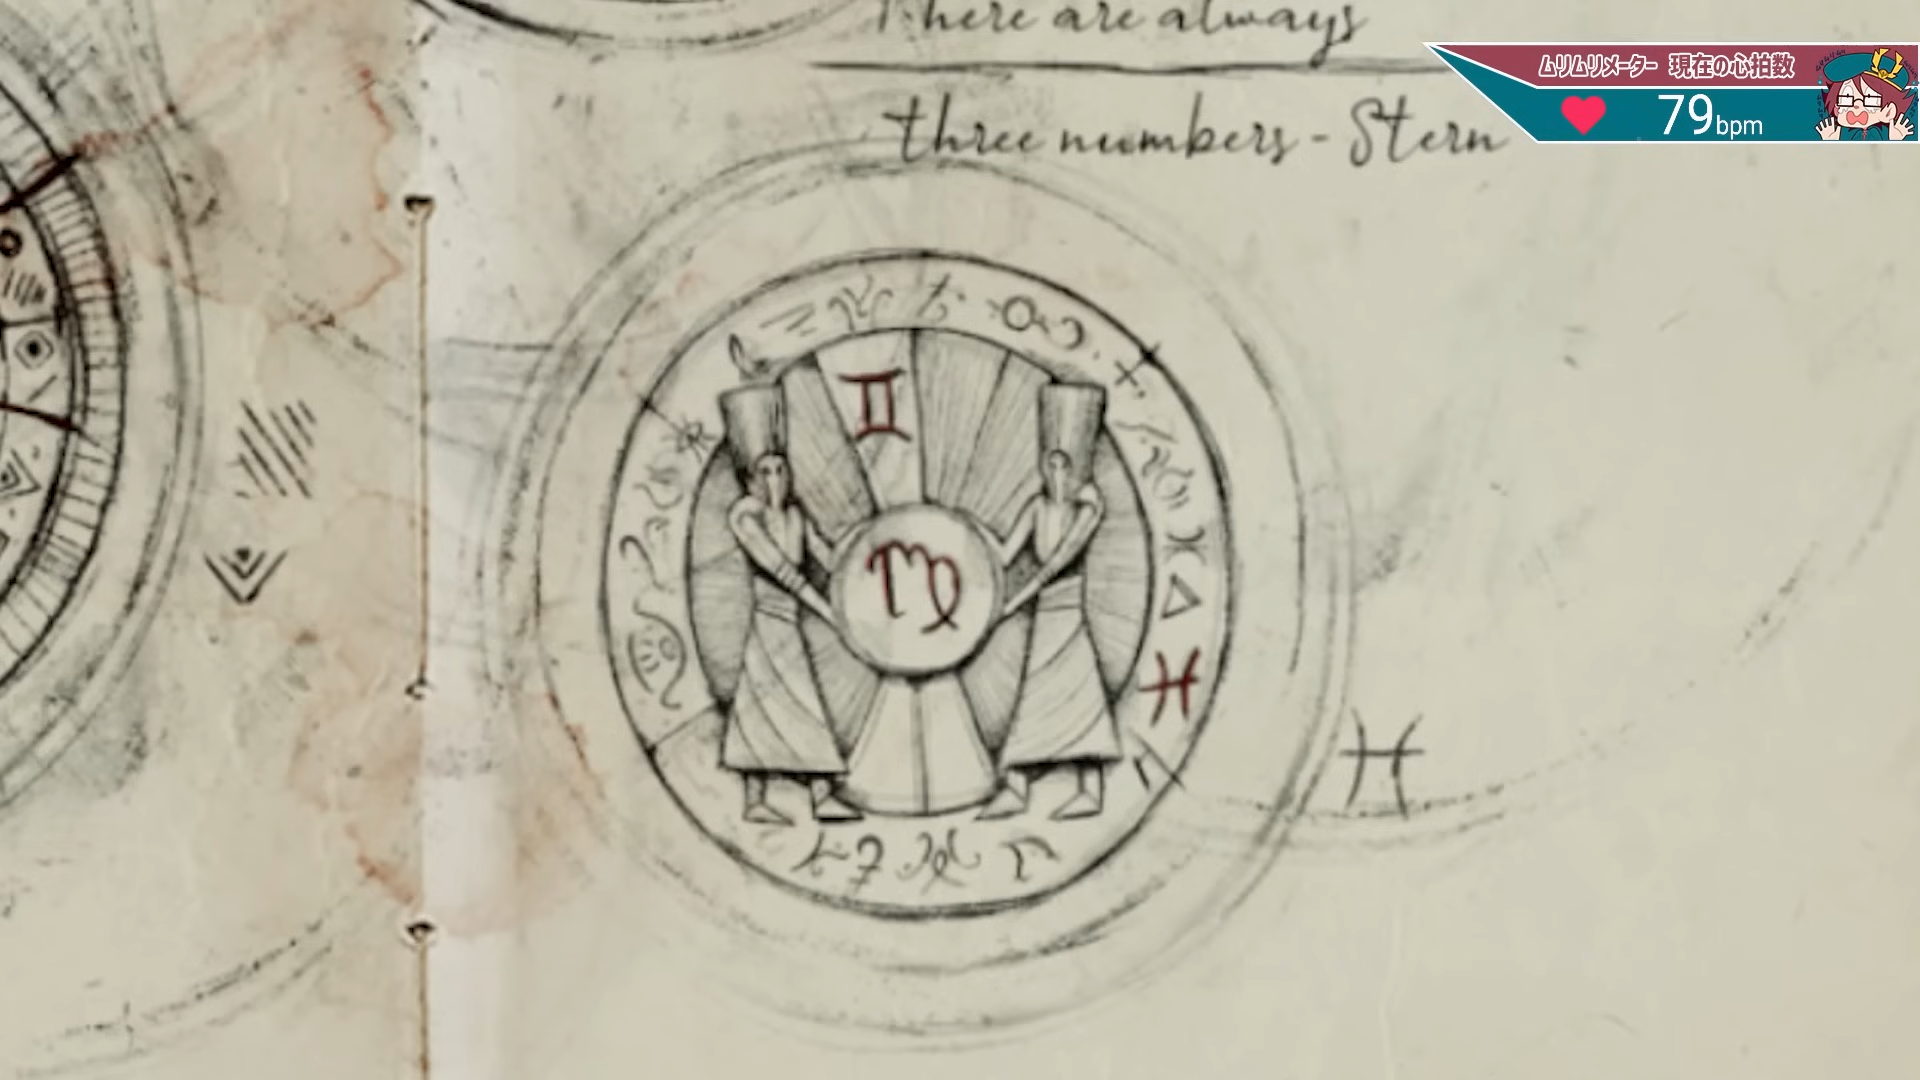 There are always
three numbers - Stern
ムリムリメーター 現在の心拍数
79bpm
♊
♍
♓
♓